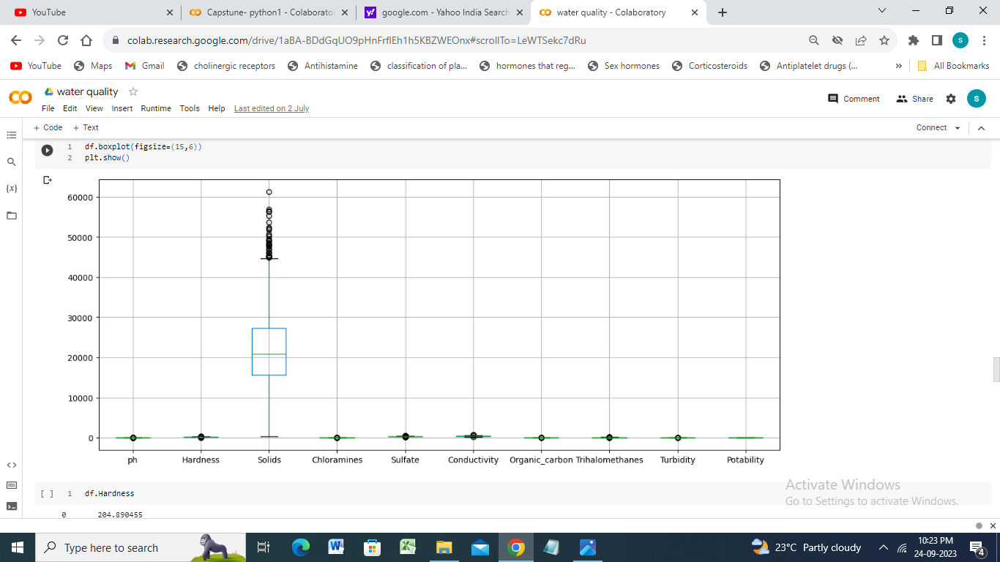 YouTube
Capstune- python1 - Colaborator
google.com - Yahoo India Search
water quality - Colaboratory
colab.research.google.com/drive/1aBA-BDdGqUO9pHnFrflEh1h5KBZWEOnx#scrollTo=LeWTSekc7dRu
S
YouTube Maps Gmail cholinergic receptors Antihistamine classification of pla... hormones that reg... Sex hormones Corticosteroids Antiplatelet drugs (... » All Bookmarks
water quality
Comment Share S
File Edit View Insert Runtime Tools Help Last edited on 2 July
+ Code + Text Connect
1 df.boxplot(figsize=(15,6))
2 plt.show()
{x}
60000
50000
40000
30000
20000
10000
0
ph Hardness Solids Chloramines Sulfate Conductivity Organic_carbon Trihalomethanes Turbidity Potability
[ ] 1 df.Hardness
0 204.890455
Activate Windows
Go to Settings to activate Windows.
Type here to search
23°C Partly cloudy
10:23 PM
24-09-2023
4